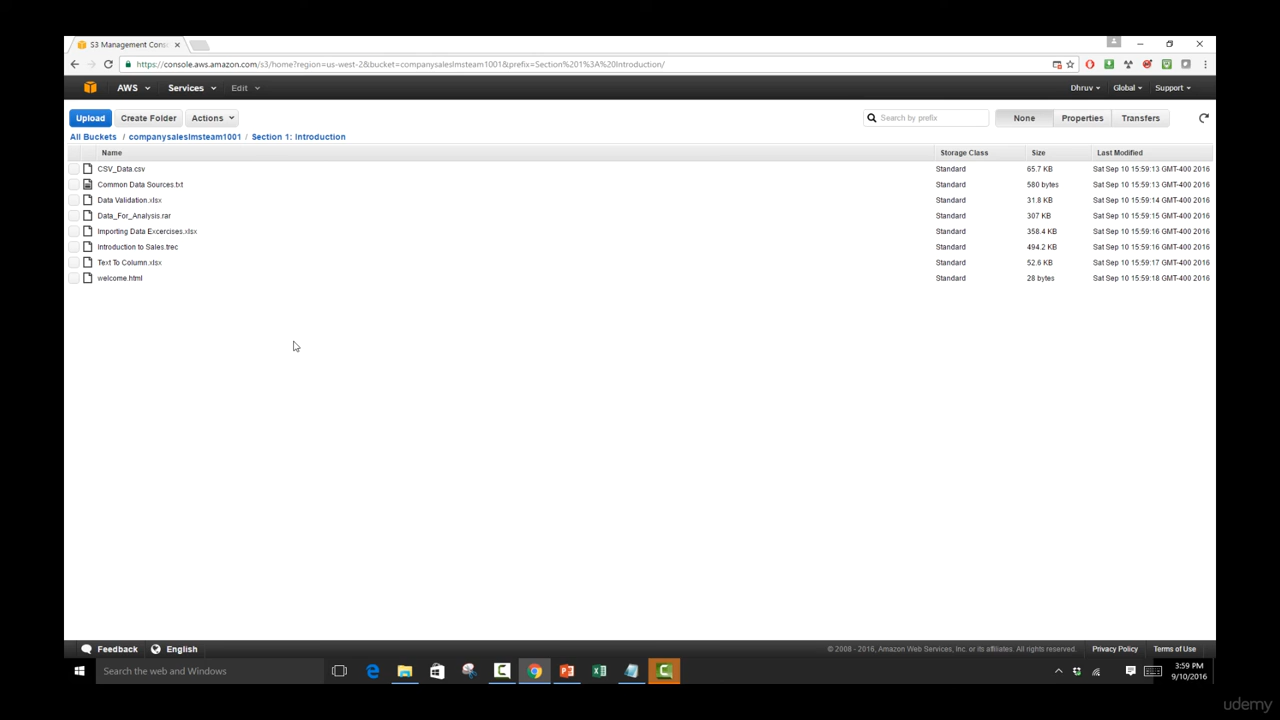 S3 Management Cons
https://console.aws.amazon.com/s3/home?region=us-west-2&bucket=companysaleslmsteam1001&prefix=Section%201%3A%20Introduction/
AWS Services Edit Dhruv Global Support
Upload Create Folder Actions Search by prefix None Properties Transfers
All Buckets / companysaleslmsteam1001 / Section 1: Introduction
Name Storage Class Size Last Modified
CSV_Data.csv Standard 65.7 KB Sat Sep 10 15:59:13 GMT-400 2016
Common Data Sources.txt Standard 580 bytes Sat Sep 10 15:59:13 GMT-400 2016
Data Validation.xlsx Standard 31.8 KB Sat Sep 10 15:59:14 GMT-400 2016
Data_For_Analysis.rar Standard 307 KB Sat Sep 10 15:59:15 GMT-400 2016
Importing Data Excercises.xlsx Standard 358.4 KB Sat Sep 10 15:59:16 GMT-400 2016
Introduction to Sales.trec Standard 494.2 KB Sat Sep 10 15:59:16 GMT-400 2016
Text To Column.xlsx Standard 52.6 KB Sat Sep 10 15:59:17 GMT-400 2016
welcome.html Standard 28 bytes Sat Sep 10 15:59:18 GMT-400 2016
Feedback English © 2008 - 2016, Amazon Web Services, Inc. or its affiliates. All rights reserved. Privacy Policy Terms of Use
Search the web and Windows 3:59 PM
9/10/2016
udemy